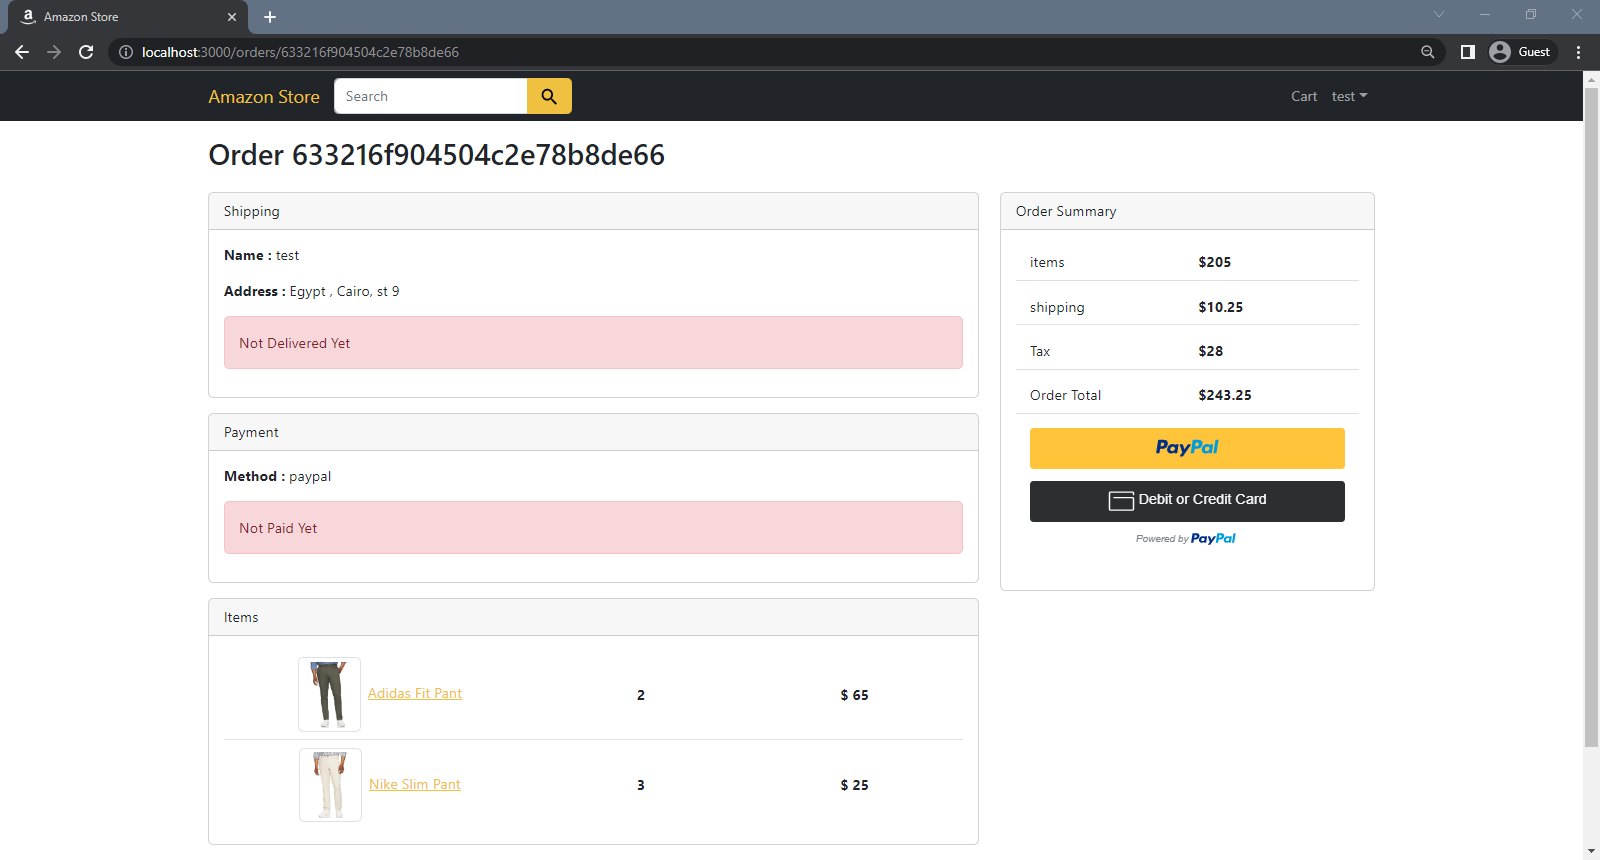 Amazon Store
localhost:3000/orders/633216f904504c2e78b8de66
Guest
Amazon Store
Search
Cart
test
Order 633216f904504c2e78b8de66
Shipping
Name : test
Address : Egypt , Cairo, st 9
Not Delivered Yet
Payment
Method : paypal
Not Paid Yet
Items
Adidas Fit Pant 2 $ 65
Nike Slim Pant 3 $ 25
Order Summary
items $205
shipping $10.25
Tax $28
Order Total $243.25
PayPal
Debit or Credit Card
Powered by PayPal